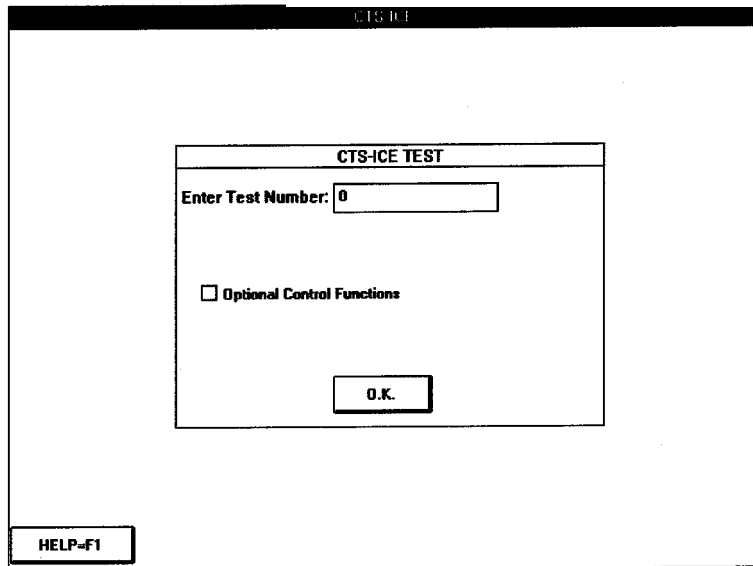 CTS-ICE
CTS-ICE TEST
Enter Test Number: 0
Optional Control Functions
O.K.
HELP=F1